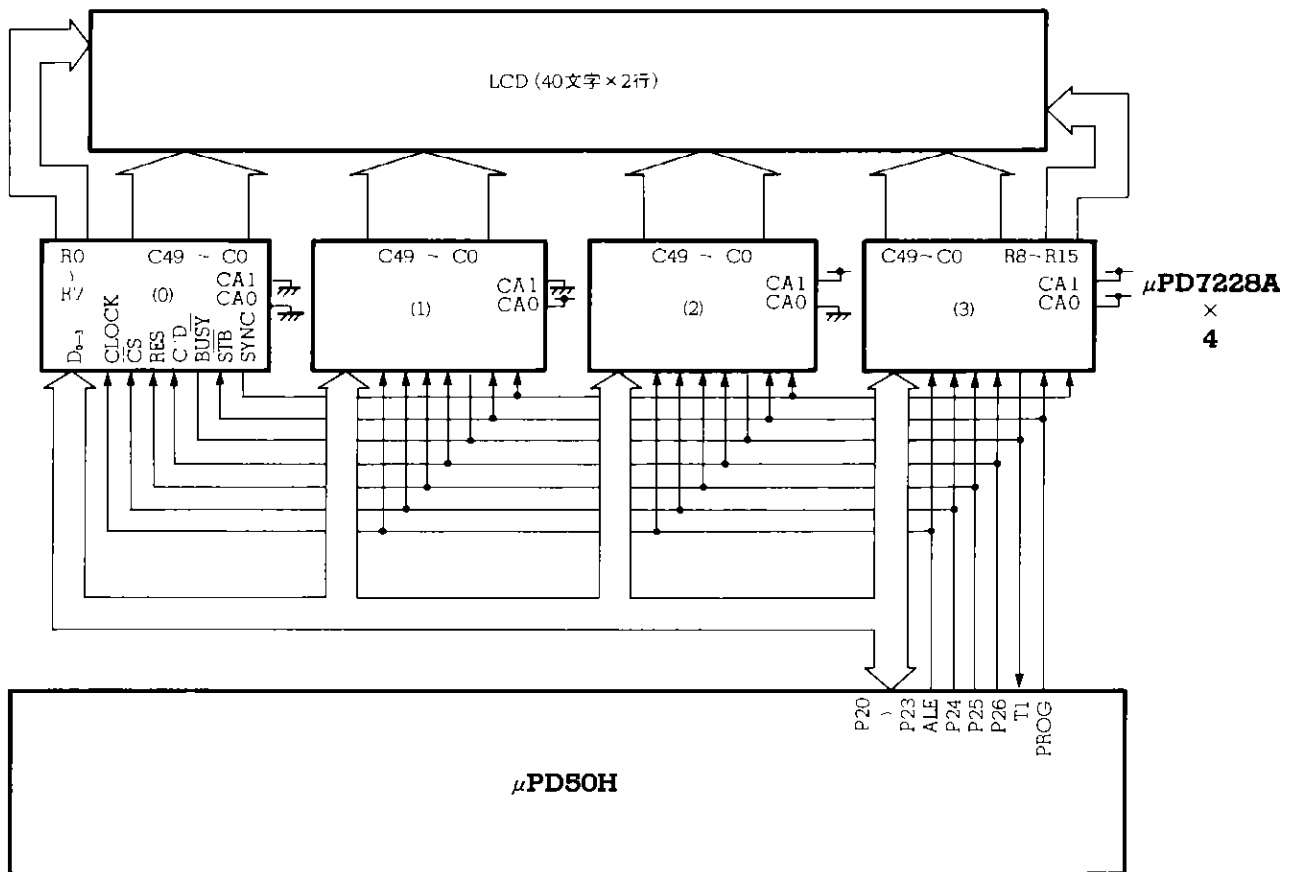 LCD (40文字×2行)
R0
~
R7
C49 ~ C0
CA1
CA0
(0)
D0-3
CLOCK
CS
RES
C/D
BUSY
STB
SYNC
C49 ~ C0
CA1
CA0
(1)
C49 ~ C0
CA1
CA0
(2)
C49~C0
R8~R15
CA1
CA0
(3)
μPD7228A
×
4
P20
~
P23
ALE
P24
P25
P26
T1
PROG
μPD50H